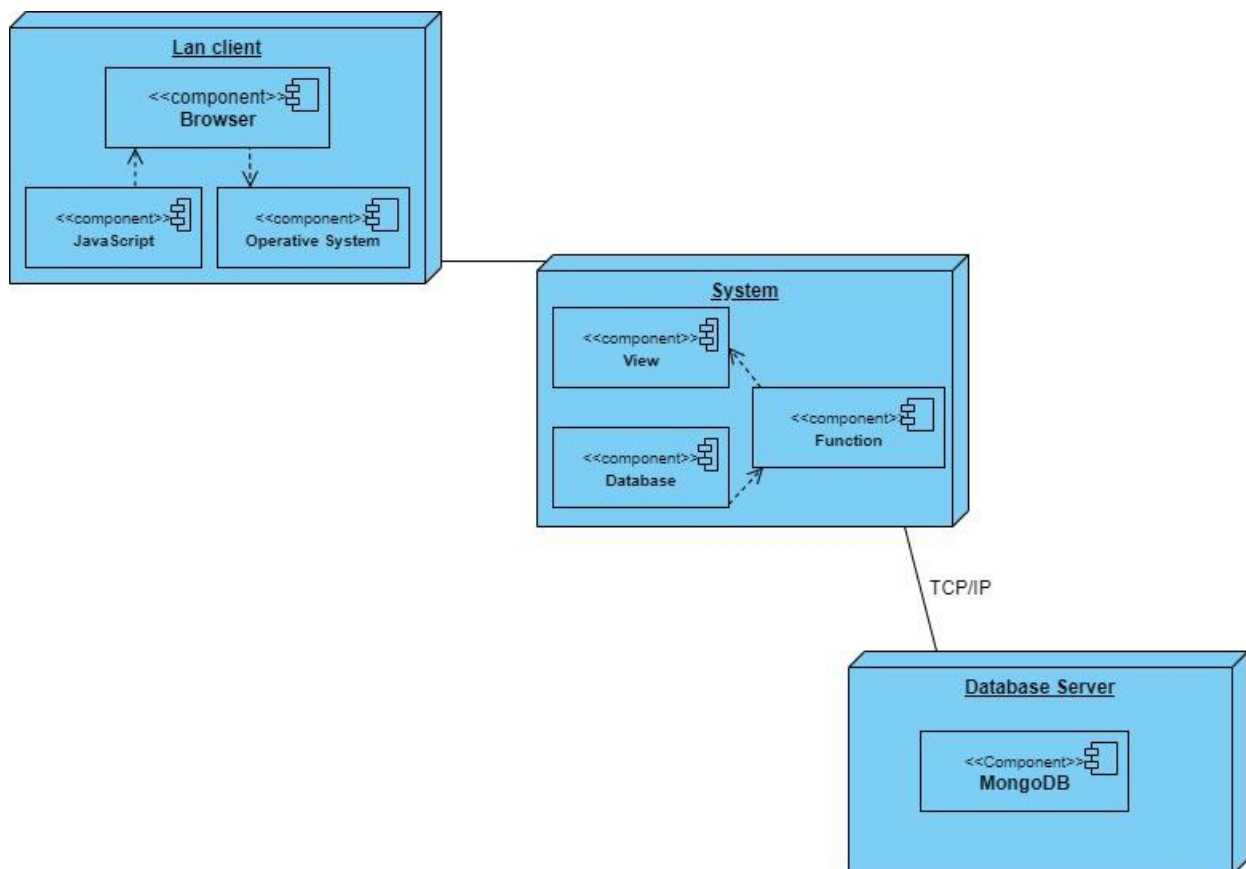 Lan client
<<component>>
Browser
<<component>>
JavaScript
<<component>>
Operative System
System
<<component>>
View
<<component>>
Function
<<component>>
Database
TCP/IP
Database Server
<<Component>>
MongoDB